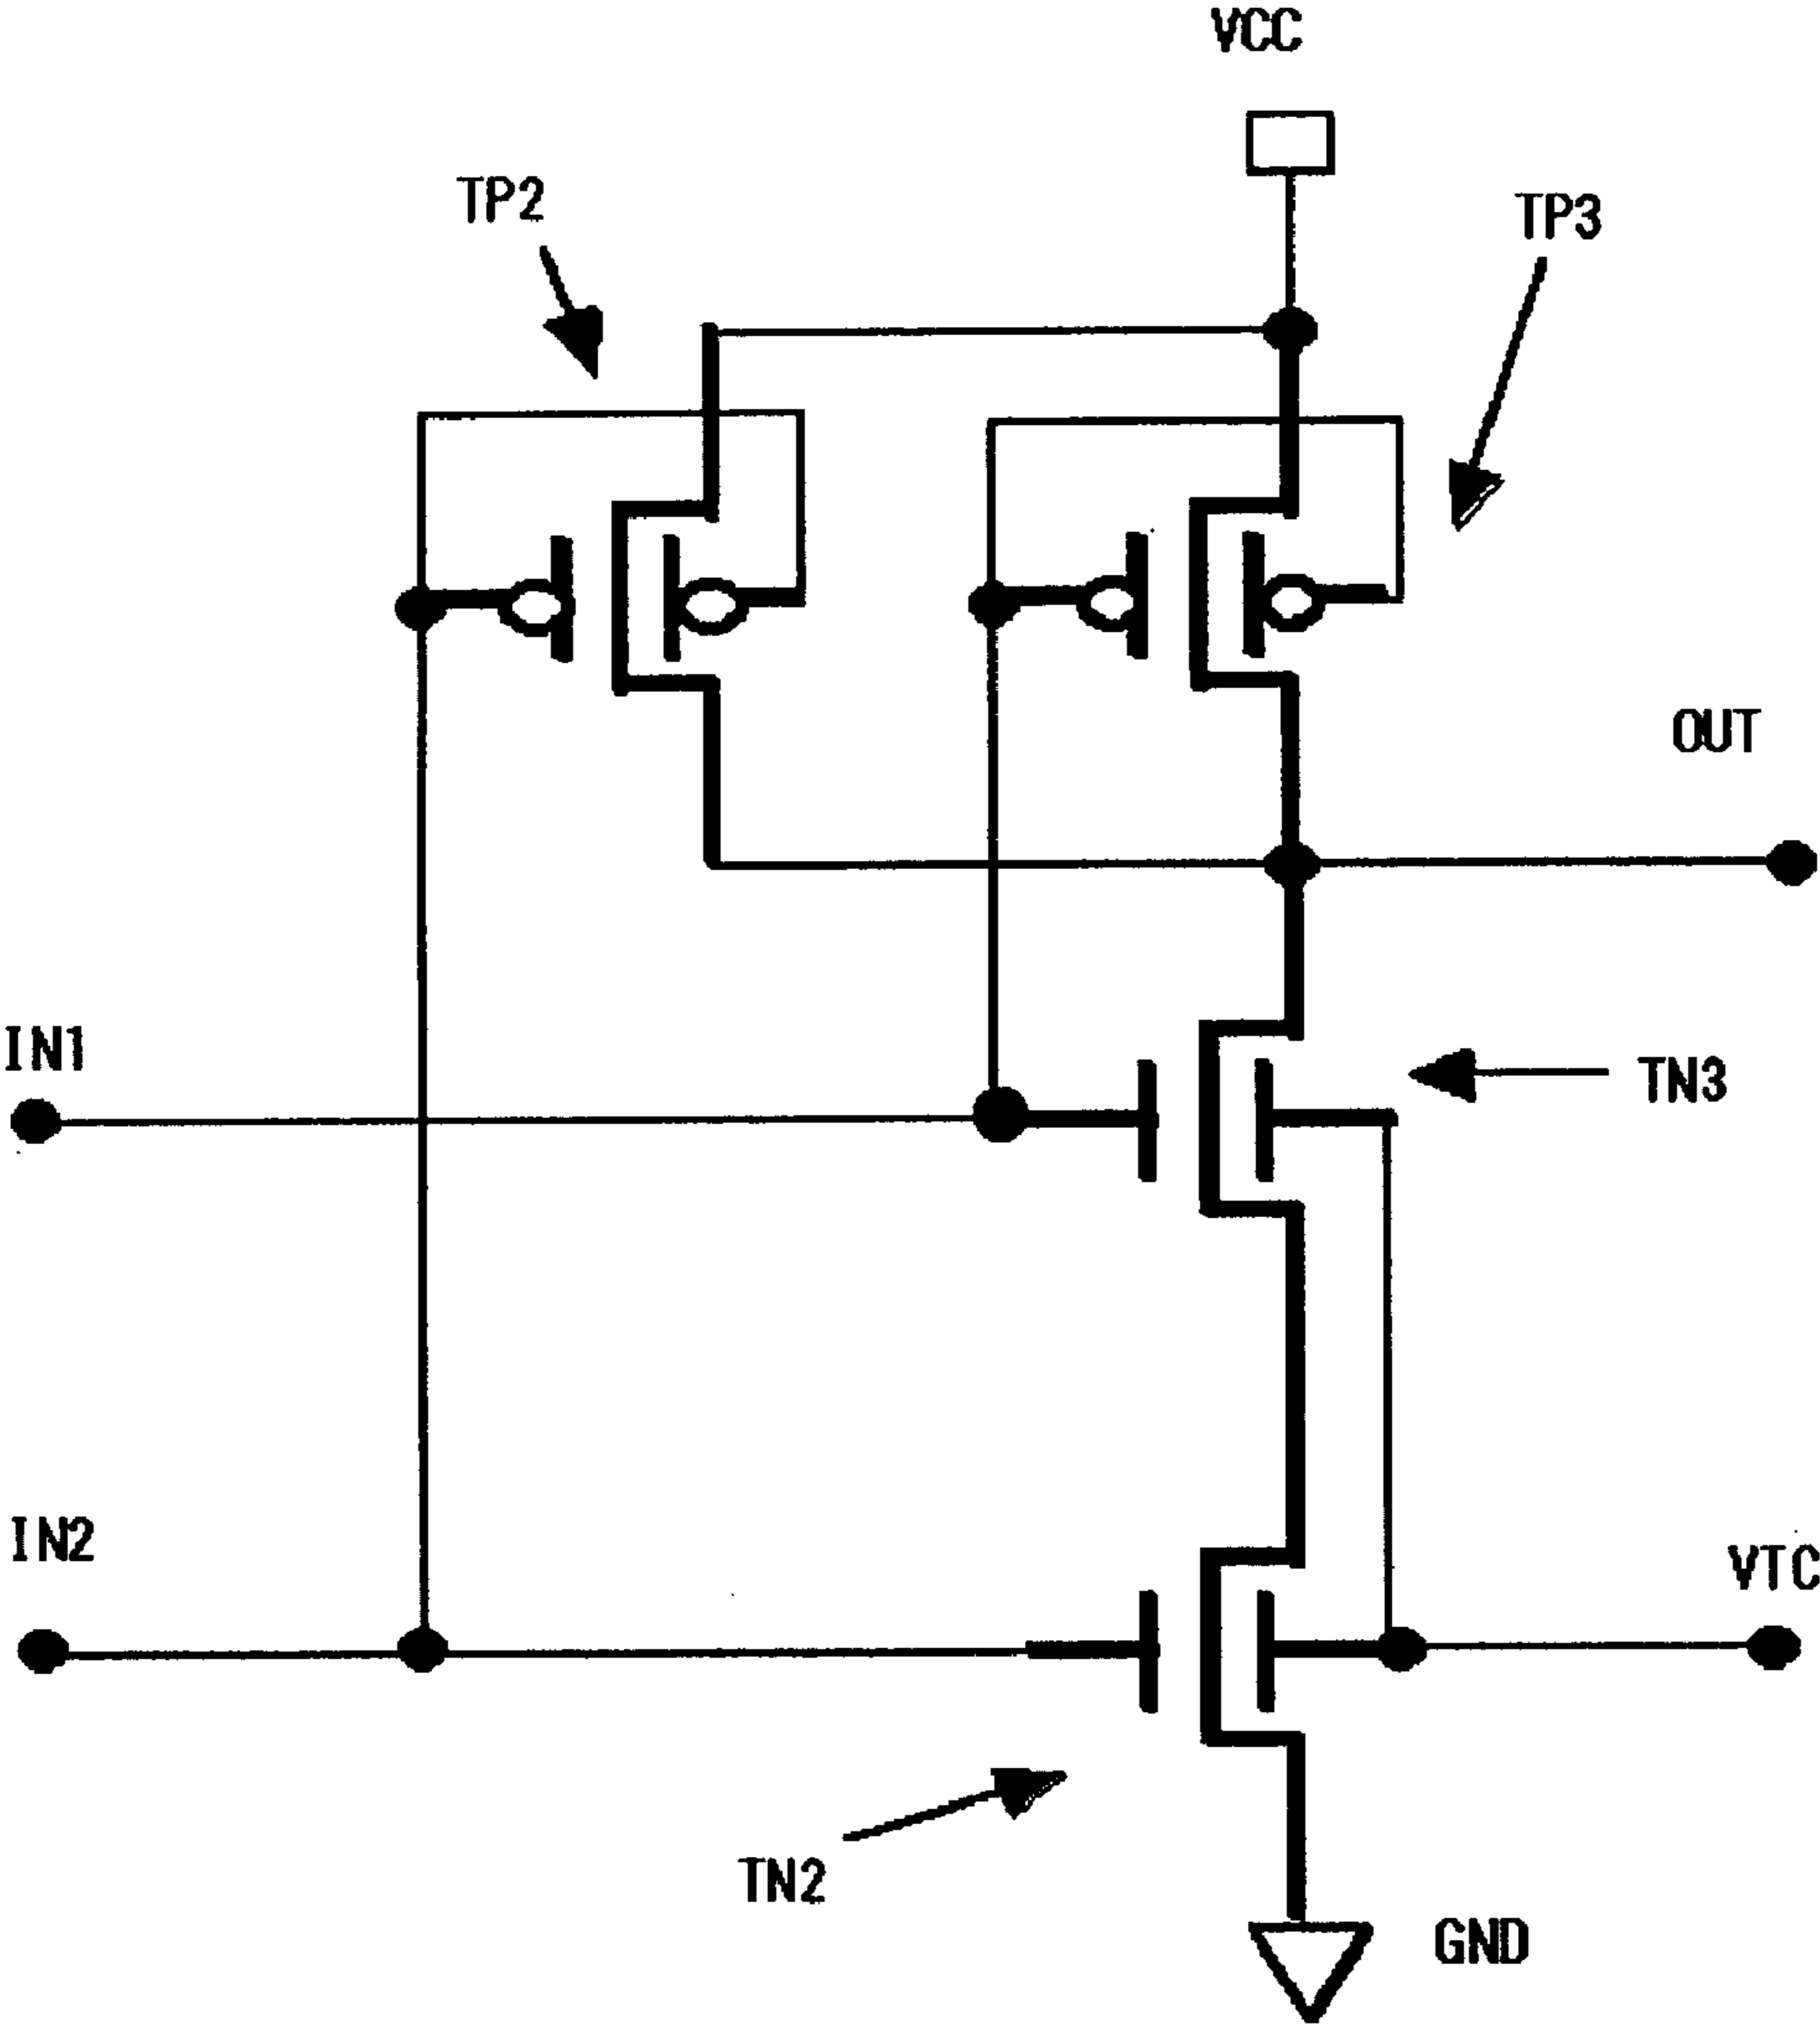 VCC
TP2
TP3
OUT
IN1
TN3
IN2
VTC
TN2
GND